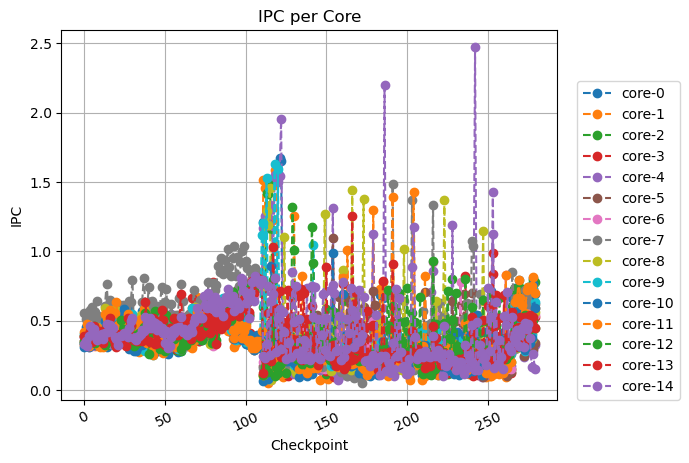 IPC per Core
IPC
2.5
2.0
1.5
1.0
0.5
0.0
0
50
100
150
200
250
Checkpoint
core-0
core-1
core-2
core-3
core-4
core-5
core-6
core-7
core-8
core-9
core-10
core-11
core-12
core-13
core-14